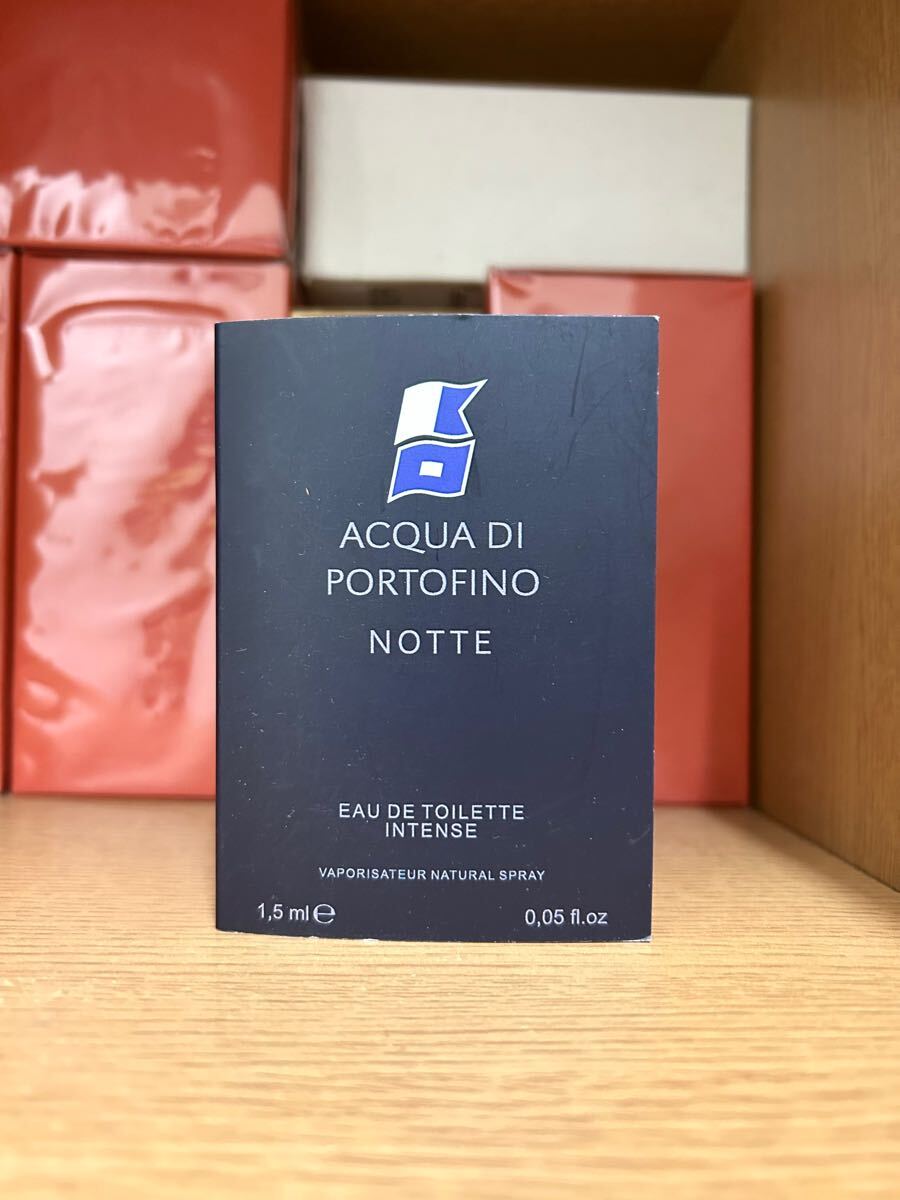 ACQUA DI
PORTOFINO
NOTTE
EAU DE TOILETTE
INTENSE
VAPORISATEUR NATURAL SPRAY
1,5 ml ℮
0,05 fl.oz